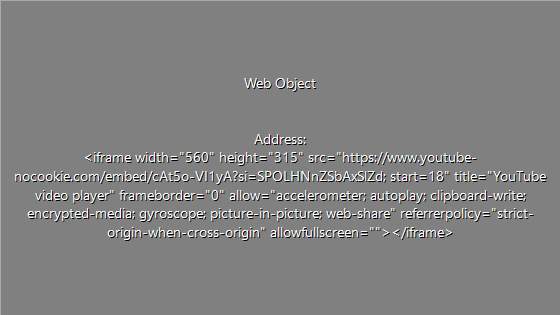 Web Object
Address:
<iframe width="560" height="315" src="https://www.youtube-
nocookie.com/embed/cAt5o-VI1yA?si=SPOLHNnZSbAxSlZd; start=18" title="YouTube
video player" frameborder="0" allow="accelerometer; autoplay; clipboard-write;
encrypted-media; gyroscope; picture-in-picture; web-share" referrerpolicy="strict-
origin-when-cross-origin" allowfullscreen=""></iframe>